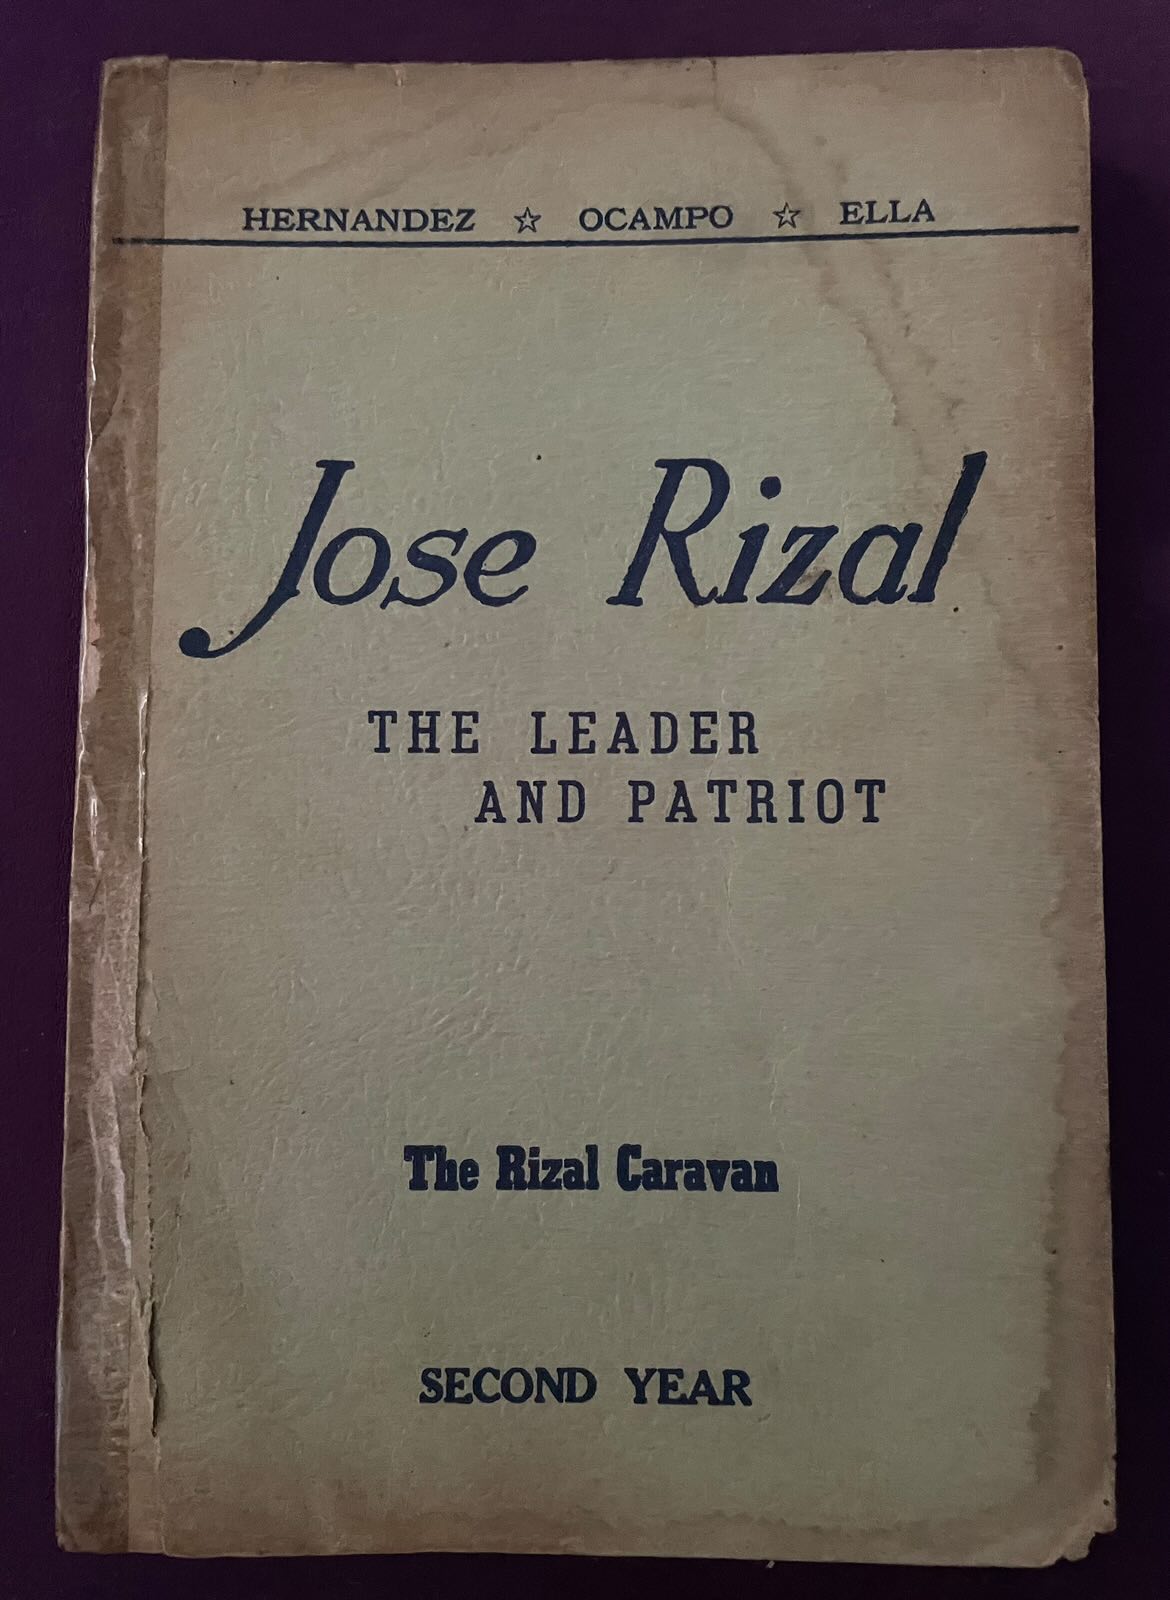 HERNANDEZ ☆ OCAMPO ☆ ELLA
Jose Rizal
THE LEADER
AND PATRIOT
The Rizal Caravan
SECOND YEAR